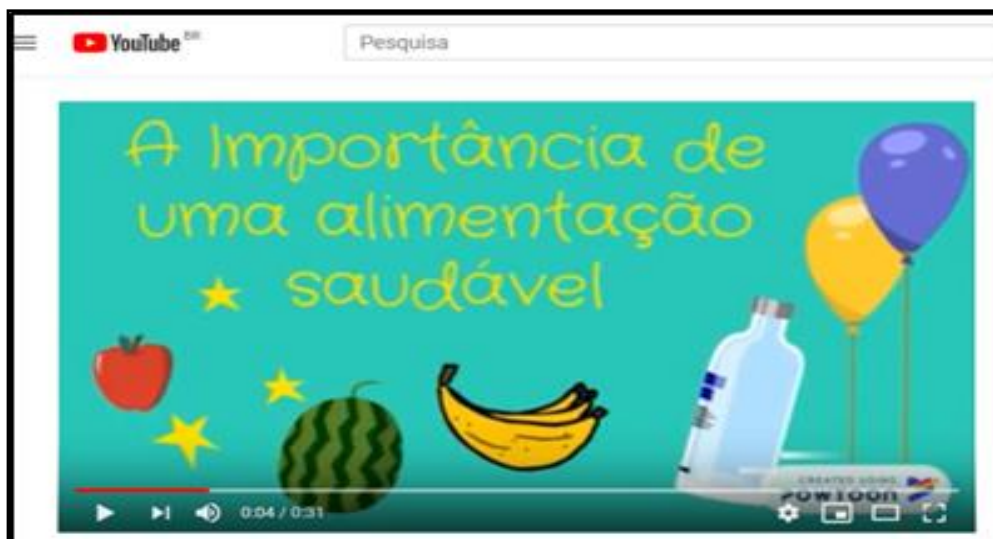 YouTube BR
Pesquisa
A Importância de
uma alimentação
saudável
CREATED USING
POWTOON
0:04 / 0:31